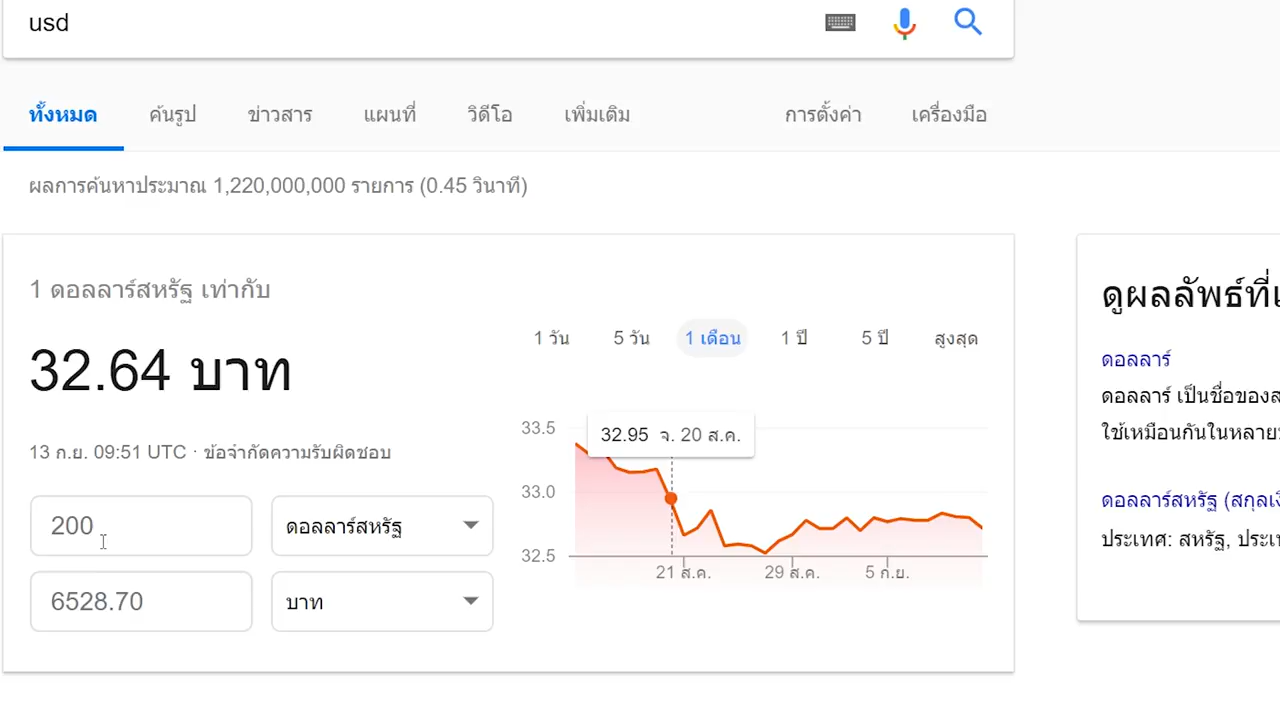 usd
ทั้งหมด ค้นรูป ข่าวสาร แผนที่ วิดีโอ เพิ่มเติม การตั้งค่า เครื่องมือ
ผลการค้นหาประมาณ 1,220,000,000 รายการ (0.45 วินาที)
1 ดอลลาร์สหรัฐ เท่ากับ
32.64 บาท
13 ก.ย. 09:51 UTC · ข้อจำกัดความรับผิดชอบ
200 ดอลลาร์สหรัฐ
6528.70 บาท
1 วัน 5 วัน 1 เดือน 1 ปี 5 ปี สูงสุด
32.95 จ. 20 ส.ค.
33.5
33.0
32.5
21 ส.ค. 29 ส.ค. 5 ก.ย.
ดูผลลัพธ์ที่
ดอลลาร์
ดอลลาร์ เป็นชื่อของ
ใช้เหมือนกันในหลาย
ดอลลาร์สหรัฐ (สกุลเงิ
ประเทศ: สหรัฐ, ประเท